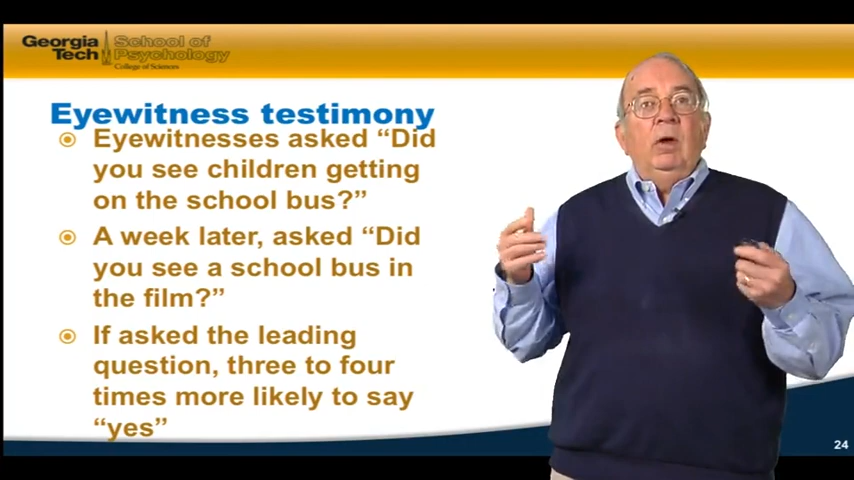 Georgia School of
Tech Psychology
College of Sciences
Eyewitness testimony
Eyewitnesses asked “Did
you see children getting
on the school bus?”
A week later, asked “Did
you see a school bus in
the film?”
If asked the leading
question, three to four
times more likely to say
“yes”
24